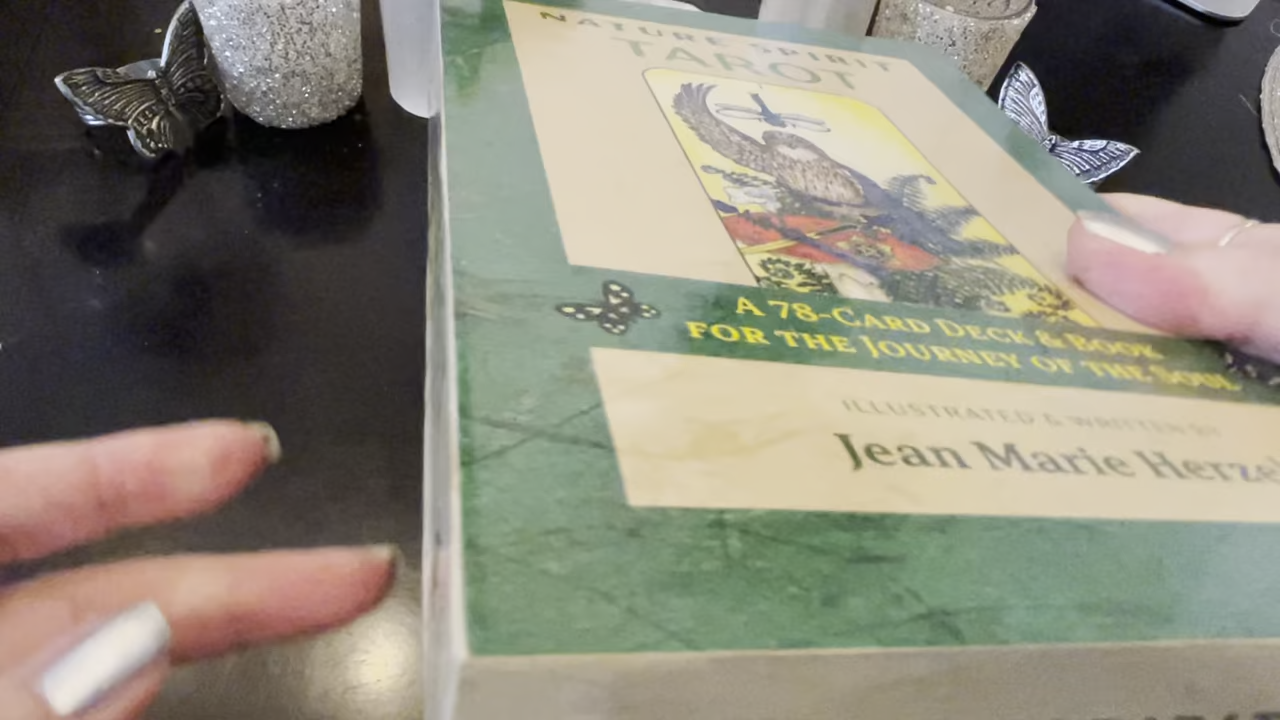 NATURE SPIRIT
TAROT
A 78-CARD DECK & BOOK
FOR THE JOURNEY OF THE SOUL
ILLUSTRATED & WRITTEN BY
Jean Marie Herzel